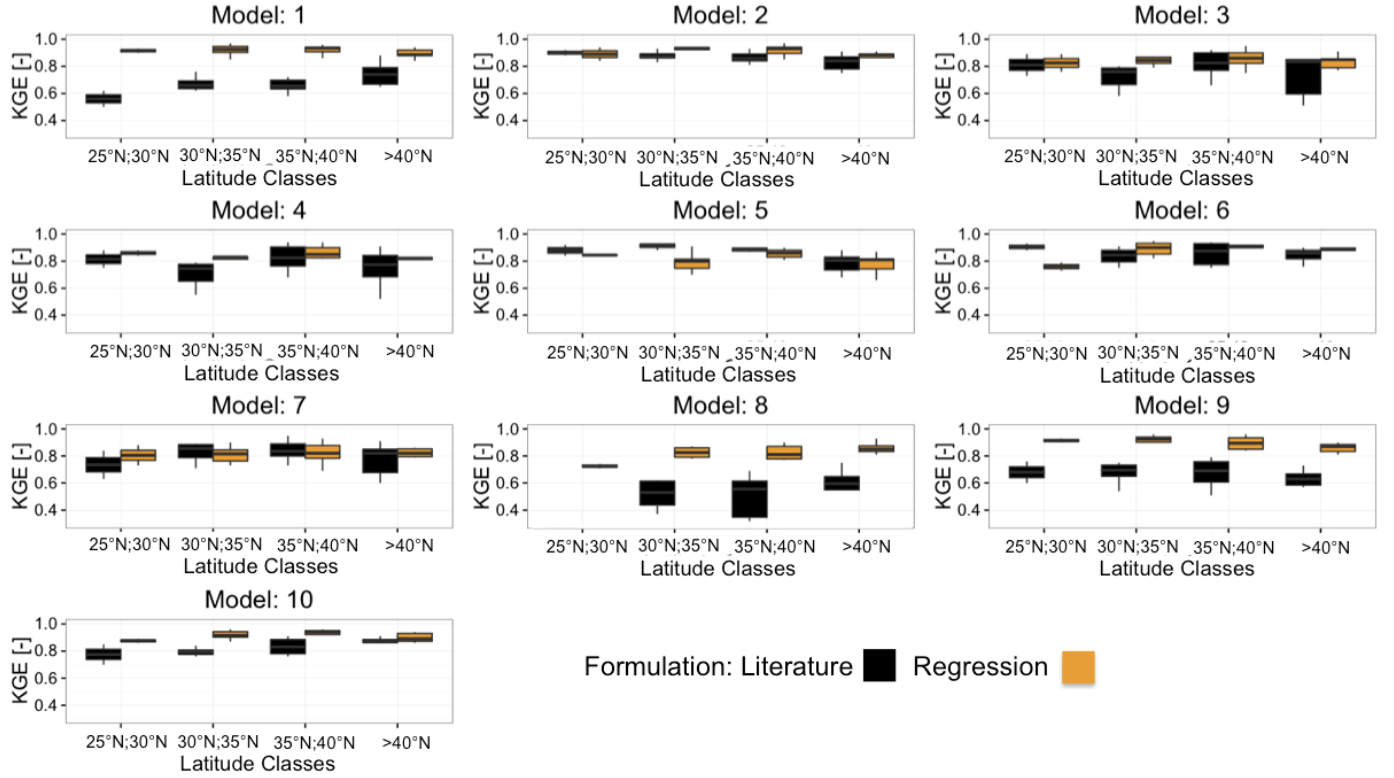 Model: 1
Model: 2
Model: 3
KGE [-]
1.0
0.8
0.6
0.4
KGE [-]
1.0
0.8
0.6
0.4
KGE [-]
1.0
0.8
0.6
0.4
25°N;30°N 30°N;35°N 35°N;40°N >40°N
25°N;30°N 30°N;35°N 35°N;40°N >40°N
25°N;30°N 30°N;35°N 35°N;40°N >40°N
Latitude Classes
Latitude Classes
Latitude Classes
Model: 4
Model: 5
Model: 6
KGE [-]
1.0
0.8
0.6
0.4
KGE [-]
1.0
0.8
0.6
0.4
KGE [-]
1.0
0.8
0.6
0.4
25°N;30°N 30°N;35°N 35°N;40°N >40°N
25°N;30°N 30°N;35°N 35°N;40°N >40°N
25°N;30°N 30°N;35°N 35°N;40°N >40°N
Latitude Classes
Latitude Classes
Latitude Classes
Model: 7
Model: 8
Model: 9
KGE [-]
1.0
0.8
0.6
0.4
KGE [-]
1.0
0.8
0.6
0.4
KGE [-]
1.0
0.8
0.6
0.4
25°N;30°N 30°N;35°N 35°N;40°N >40°N
25°N;30°N 30°N;35°N 35°N;40°N >40°N
25°N;30°N 30°N;35°N 35°N;40°N >40°N
Latitude Classes
Latitude Classes
Latitude Classes
Model: 10
KGE [-]
1.0
0.8
0.6
0.4
25°N;30°N 30°N;35°N 35°N;40°N >40°N
Latitude Classes
Formulation: Literature Regression